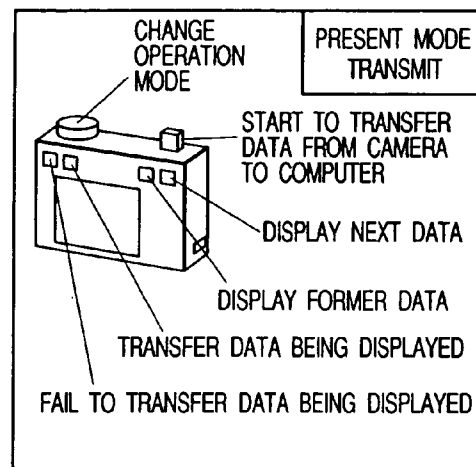 CHANGE
OPERATION
MODE
PRESENT MODE
TRANSMIT
START TO TRANSFER
DATA FROM CAMERA
TO COMPUTER
DISPLAY NEXT DATA
DISPLAY FORMER DATA
TRANSFER DATA BEING DISPLAYED
FAIL TO TRANSFER DATA BEING DISPLAYED